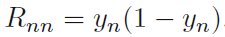 R_{nn} = y_n(1 − y_n).